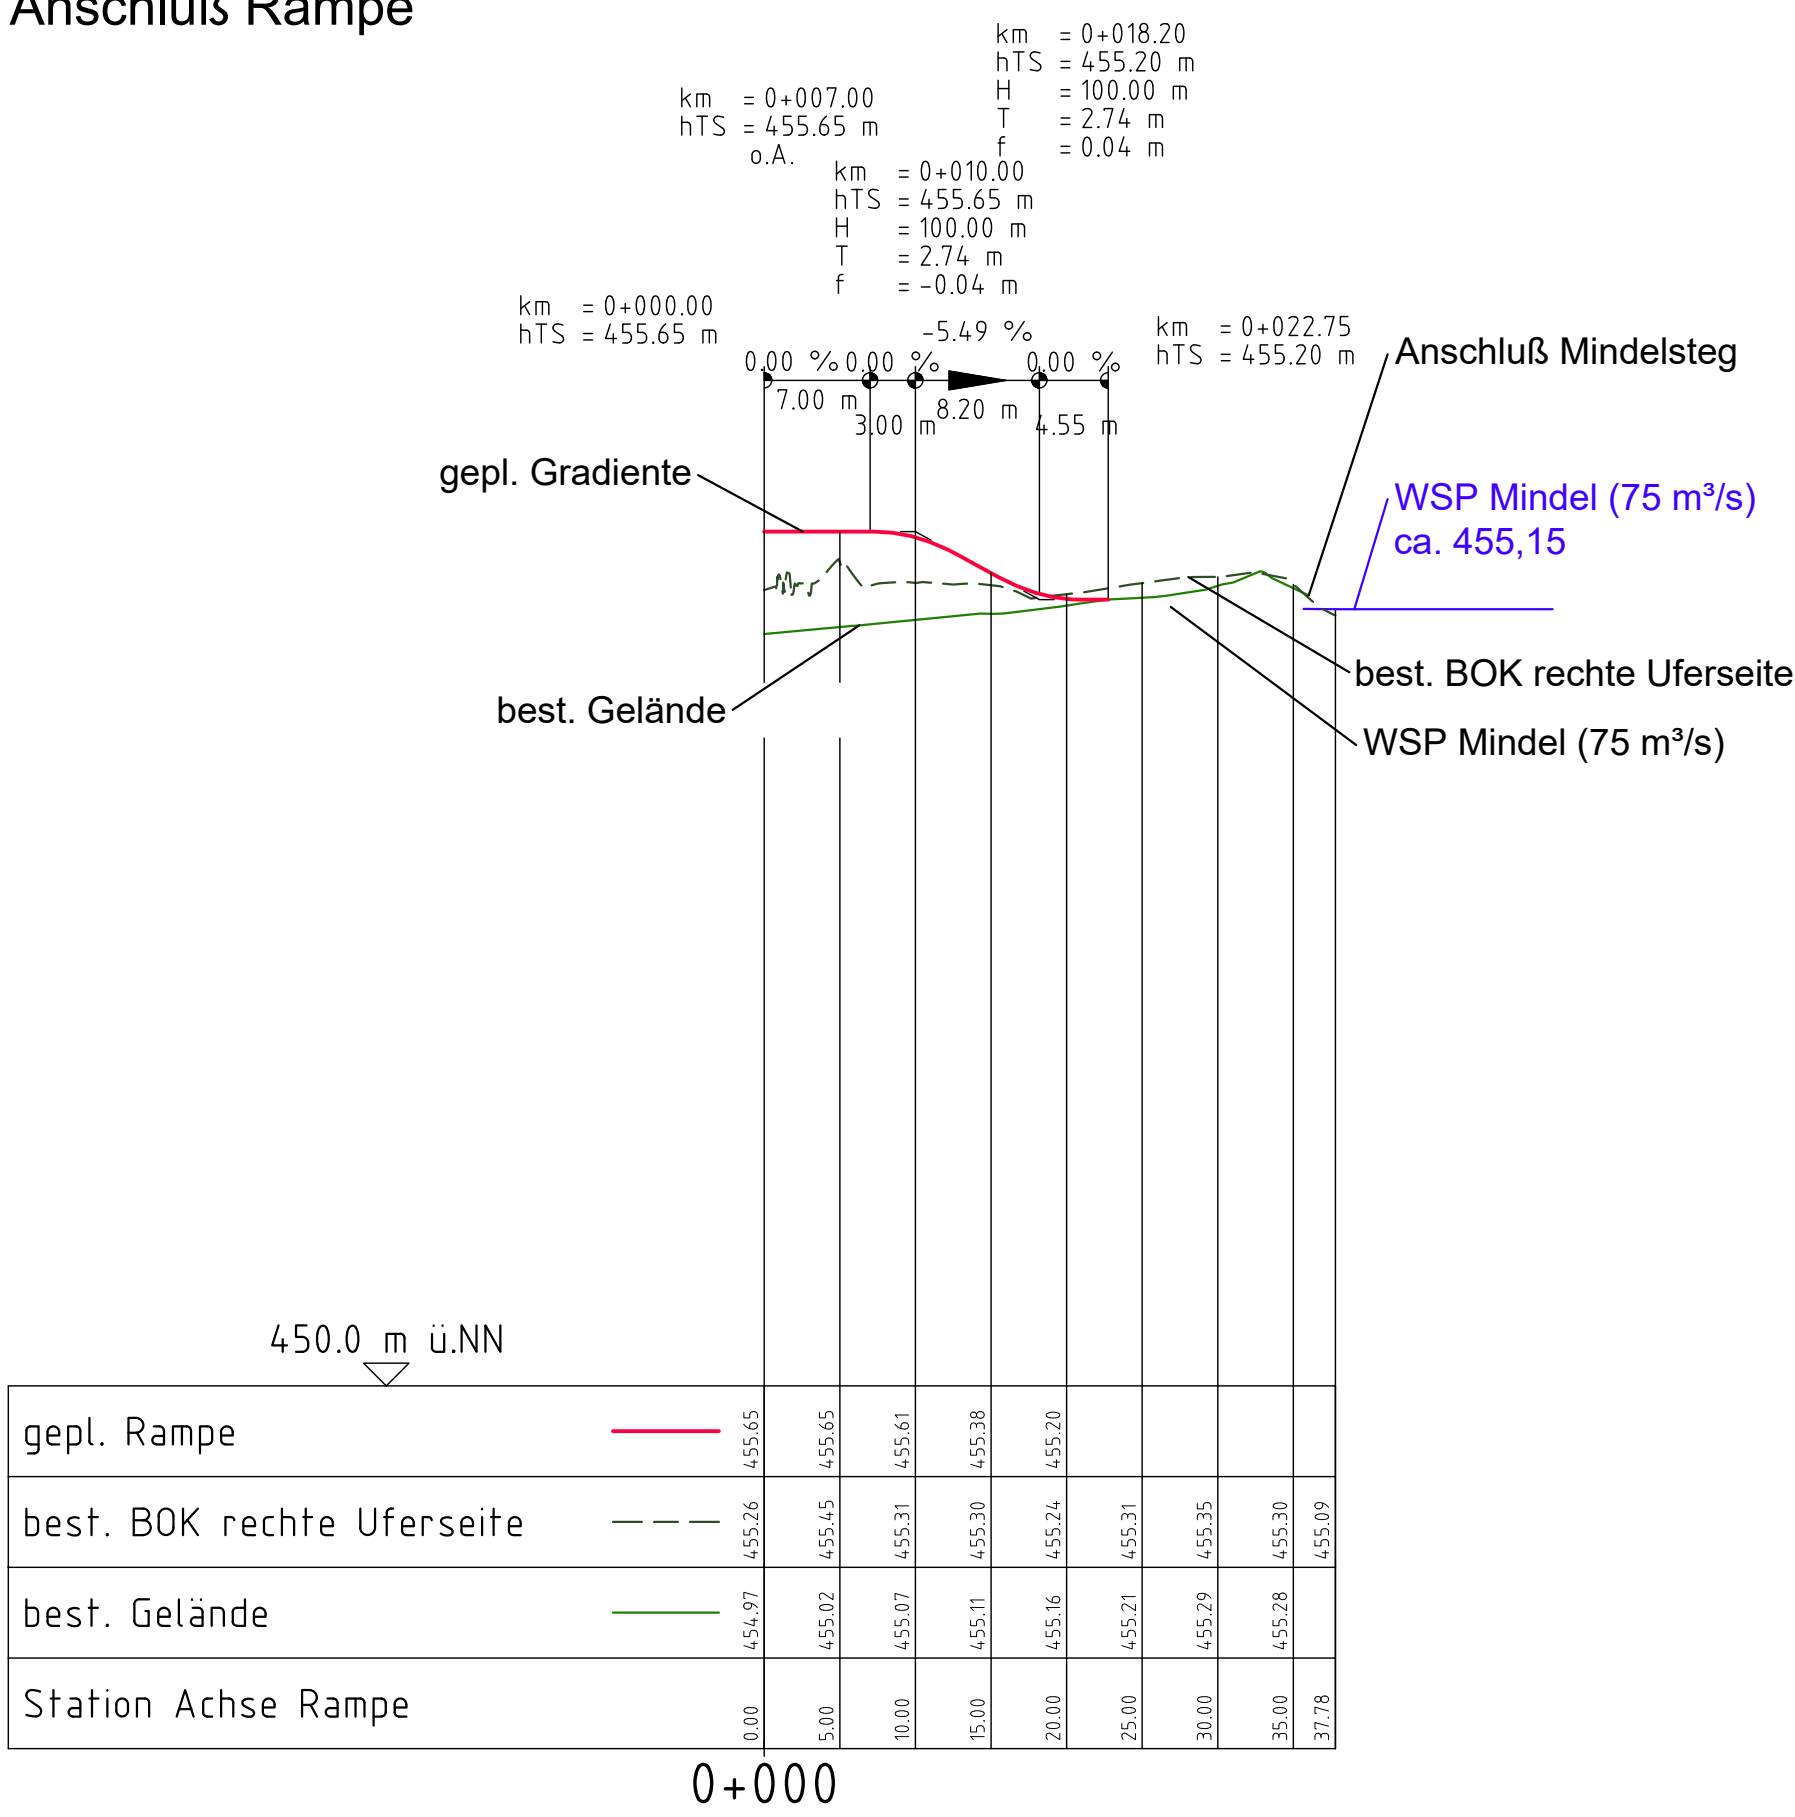 Anschluß Rampe
km = 0+018.20
hTS = 455.20 m
H = 100.00 m
T = 2.74 m
f = 0.04 m
km = 0+007.00
hTS = 455.65 m
o.A.
km = 0+010.00
hTS = 455.65 m
H = 100.00 m
T = 2.74 m
f = -0.04 m
km = 0+000.00
hTS = 455.65 m
km = 0+022.75
hTS = 455.20 m
-5.49 %
0.00 % 0.00 % 0.00 %
7.00 m 3.00 m 8.20 m 4.55 m
Anschluß Mindelsteg
gepl. Gradiente
WSP Mindel (75 m³/s)
ca. 455,15
best. Gelände
best. BOK rechte Uferseite
WSP Mindel (75 m³/s)
450.0 m ü.NN
gepl. Rampe 455.65 455.65 455.61 455.38 455.20
best. BOK rechte Uferseite 455.26 455.45 455.31 455.30 455.24 455.31 455.35 455.30 455.09
best. Gelände 454.97 455.02 455.07 455.11 455.16 455.21 455.29 455.28
Station Achse Rampe 0.00 5.00 10.00 15.00 20.00 25.00 30.00 35.00 37.78
0+000